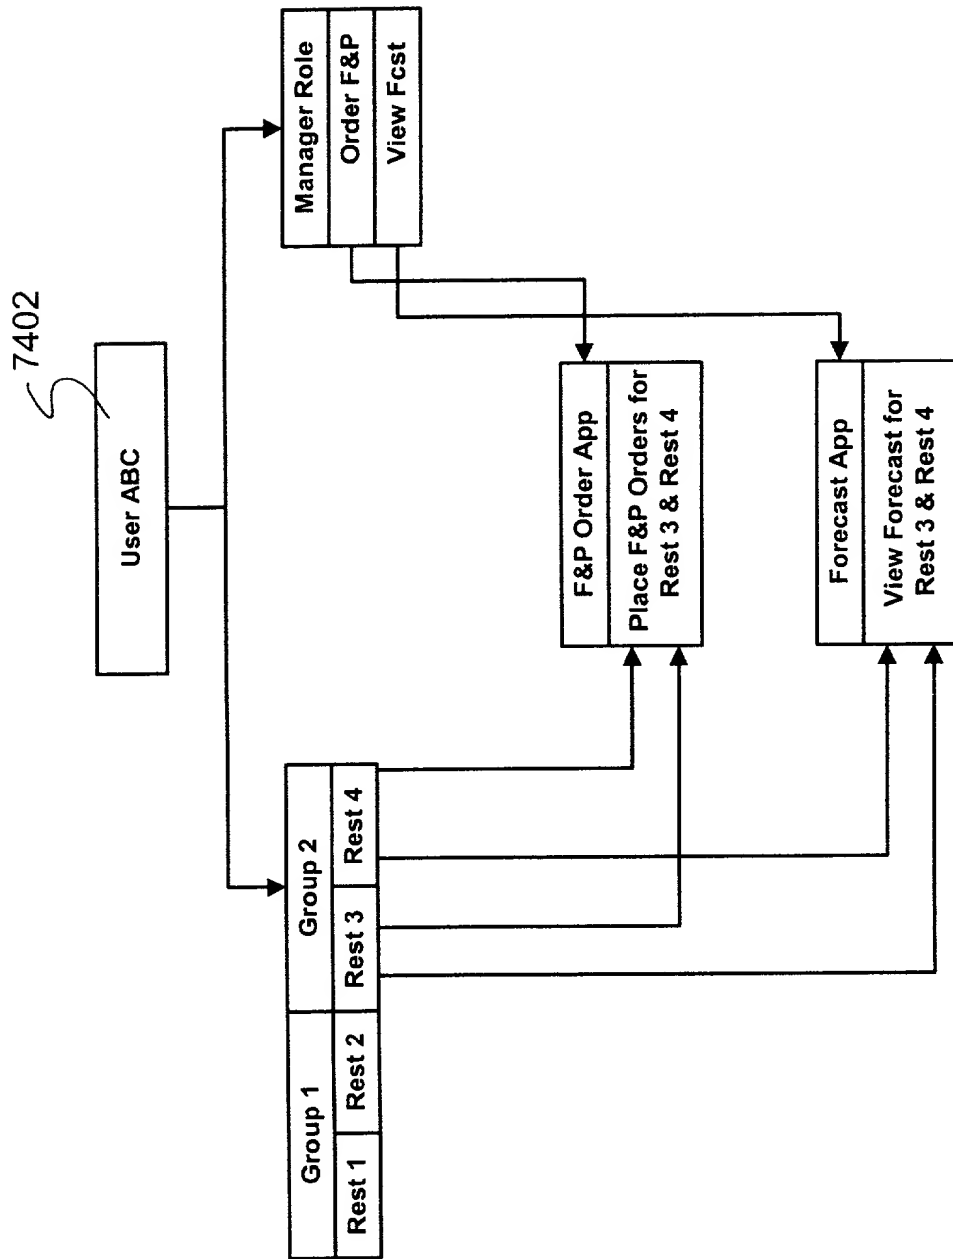 7402
User ABC
Group 1
Group 2
Rest 1
Rest 2
Rest 3
Rest 4
Manager Role
Order F&P
View Fcst
F&P Order App
Place F&P Orders for
Rest 3 & Rest 4
Forecast App
View Forecast for
Rest 3 & Rest 4